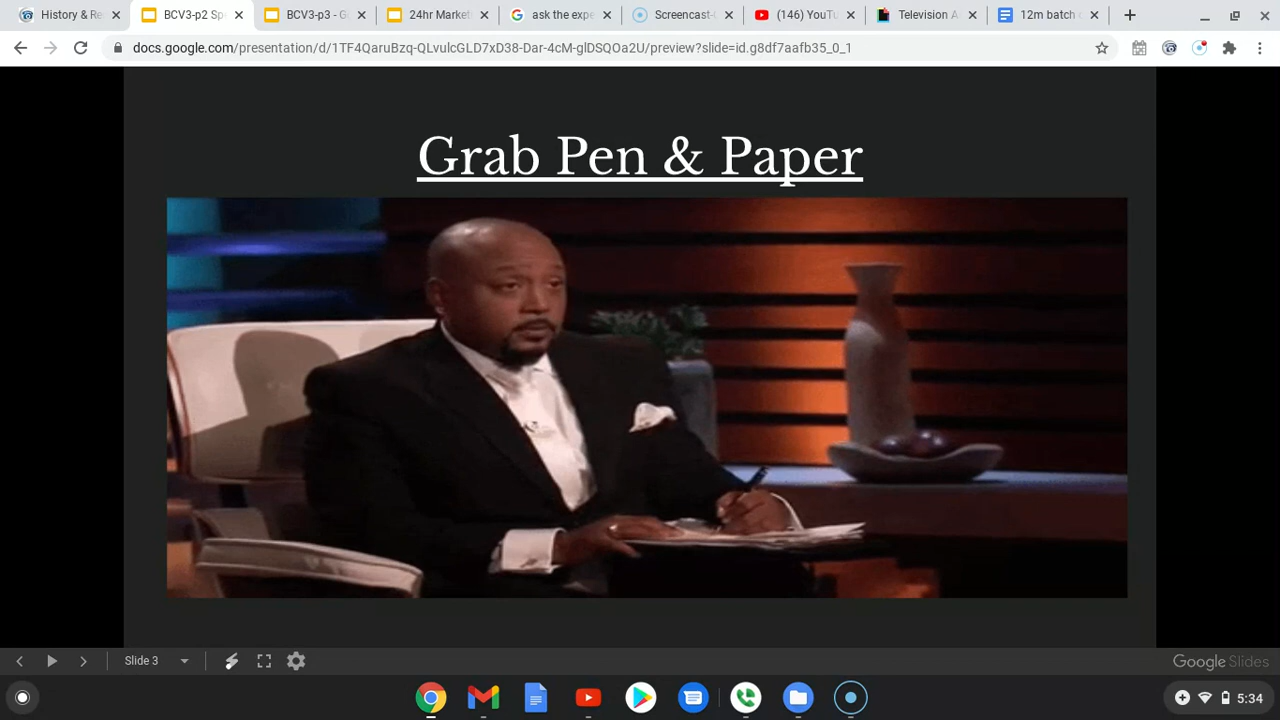 History & Re
BCV3-p2 Sp
BCV3-p3 - G
24hr Market
ask the expe
Screencast-
(146) YouTu
Television A
12m batch
docs.google.com/presentation/d/1TF4QaruBzq-QLvulcGLD7xD38-Dar-4cM-glDSQOa2U/preview?slide=id.g8df7aafb35_0_1
Grab Pen & Paper
Slide 3
Google Slides
5:34